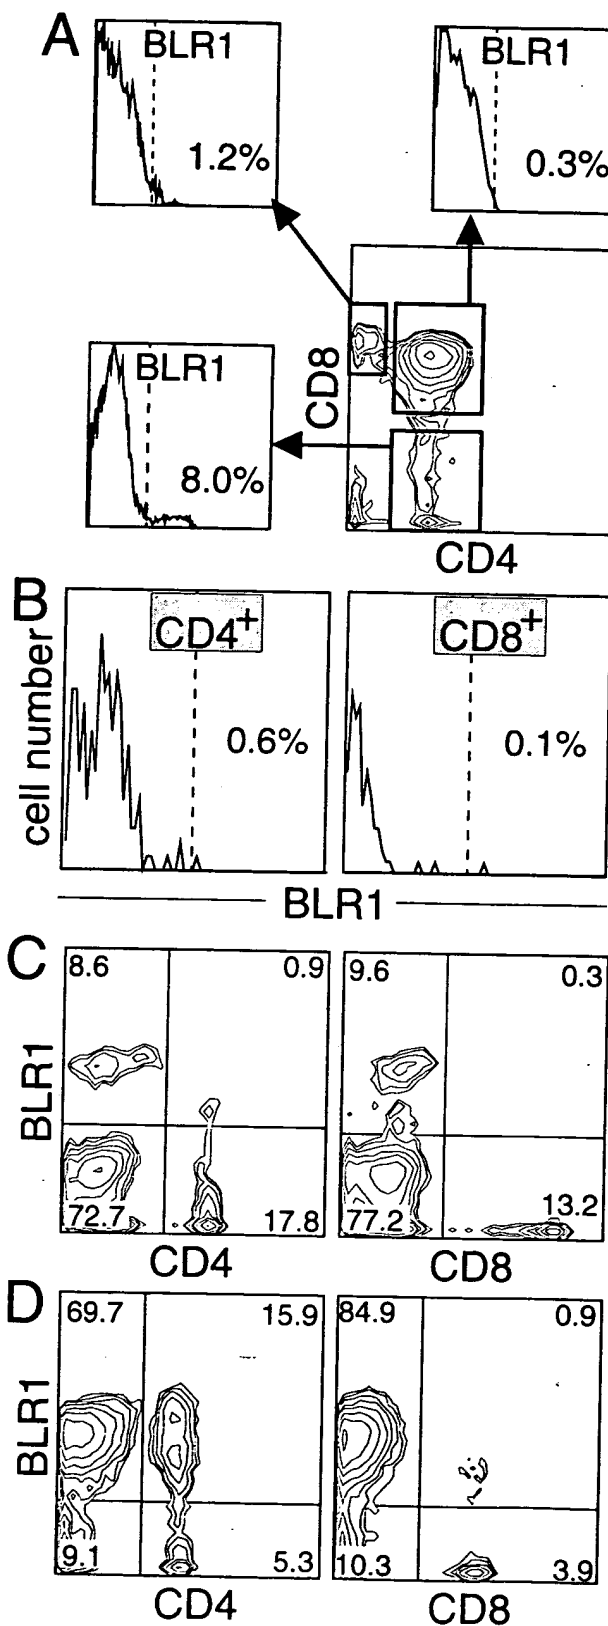 A
BLR1
1.2%
BLR1
0.3%
BLR1
8.0%
CD8
CD4
B
cell number
CD4+
0.6%
CD8+
0.1%
BLR1
C
BLR1
8.6
0.9
72.7
17.8
CD4
9.6
0.3
77.2
13.2
CD8
D
BLR1
69.7
15.9
9.1
5.3
CD4
84.9
0.9
10.3
3.9
CD8